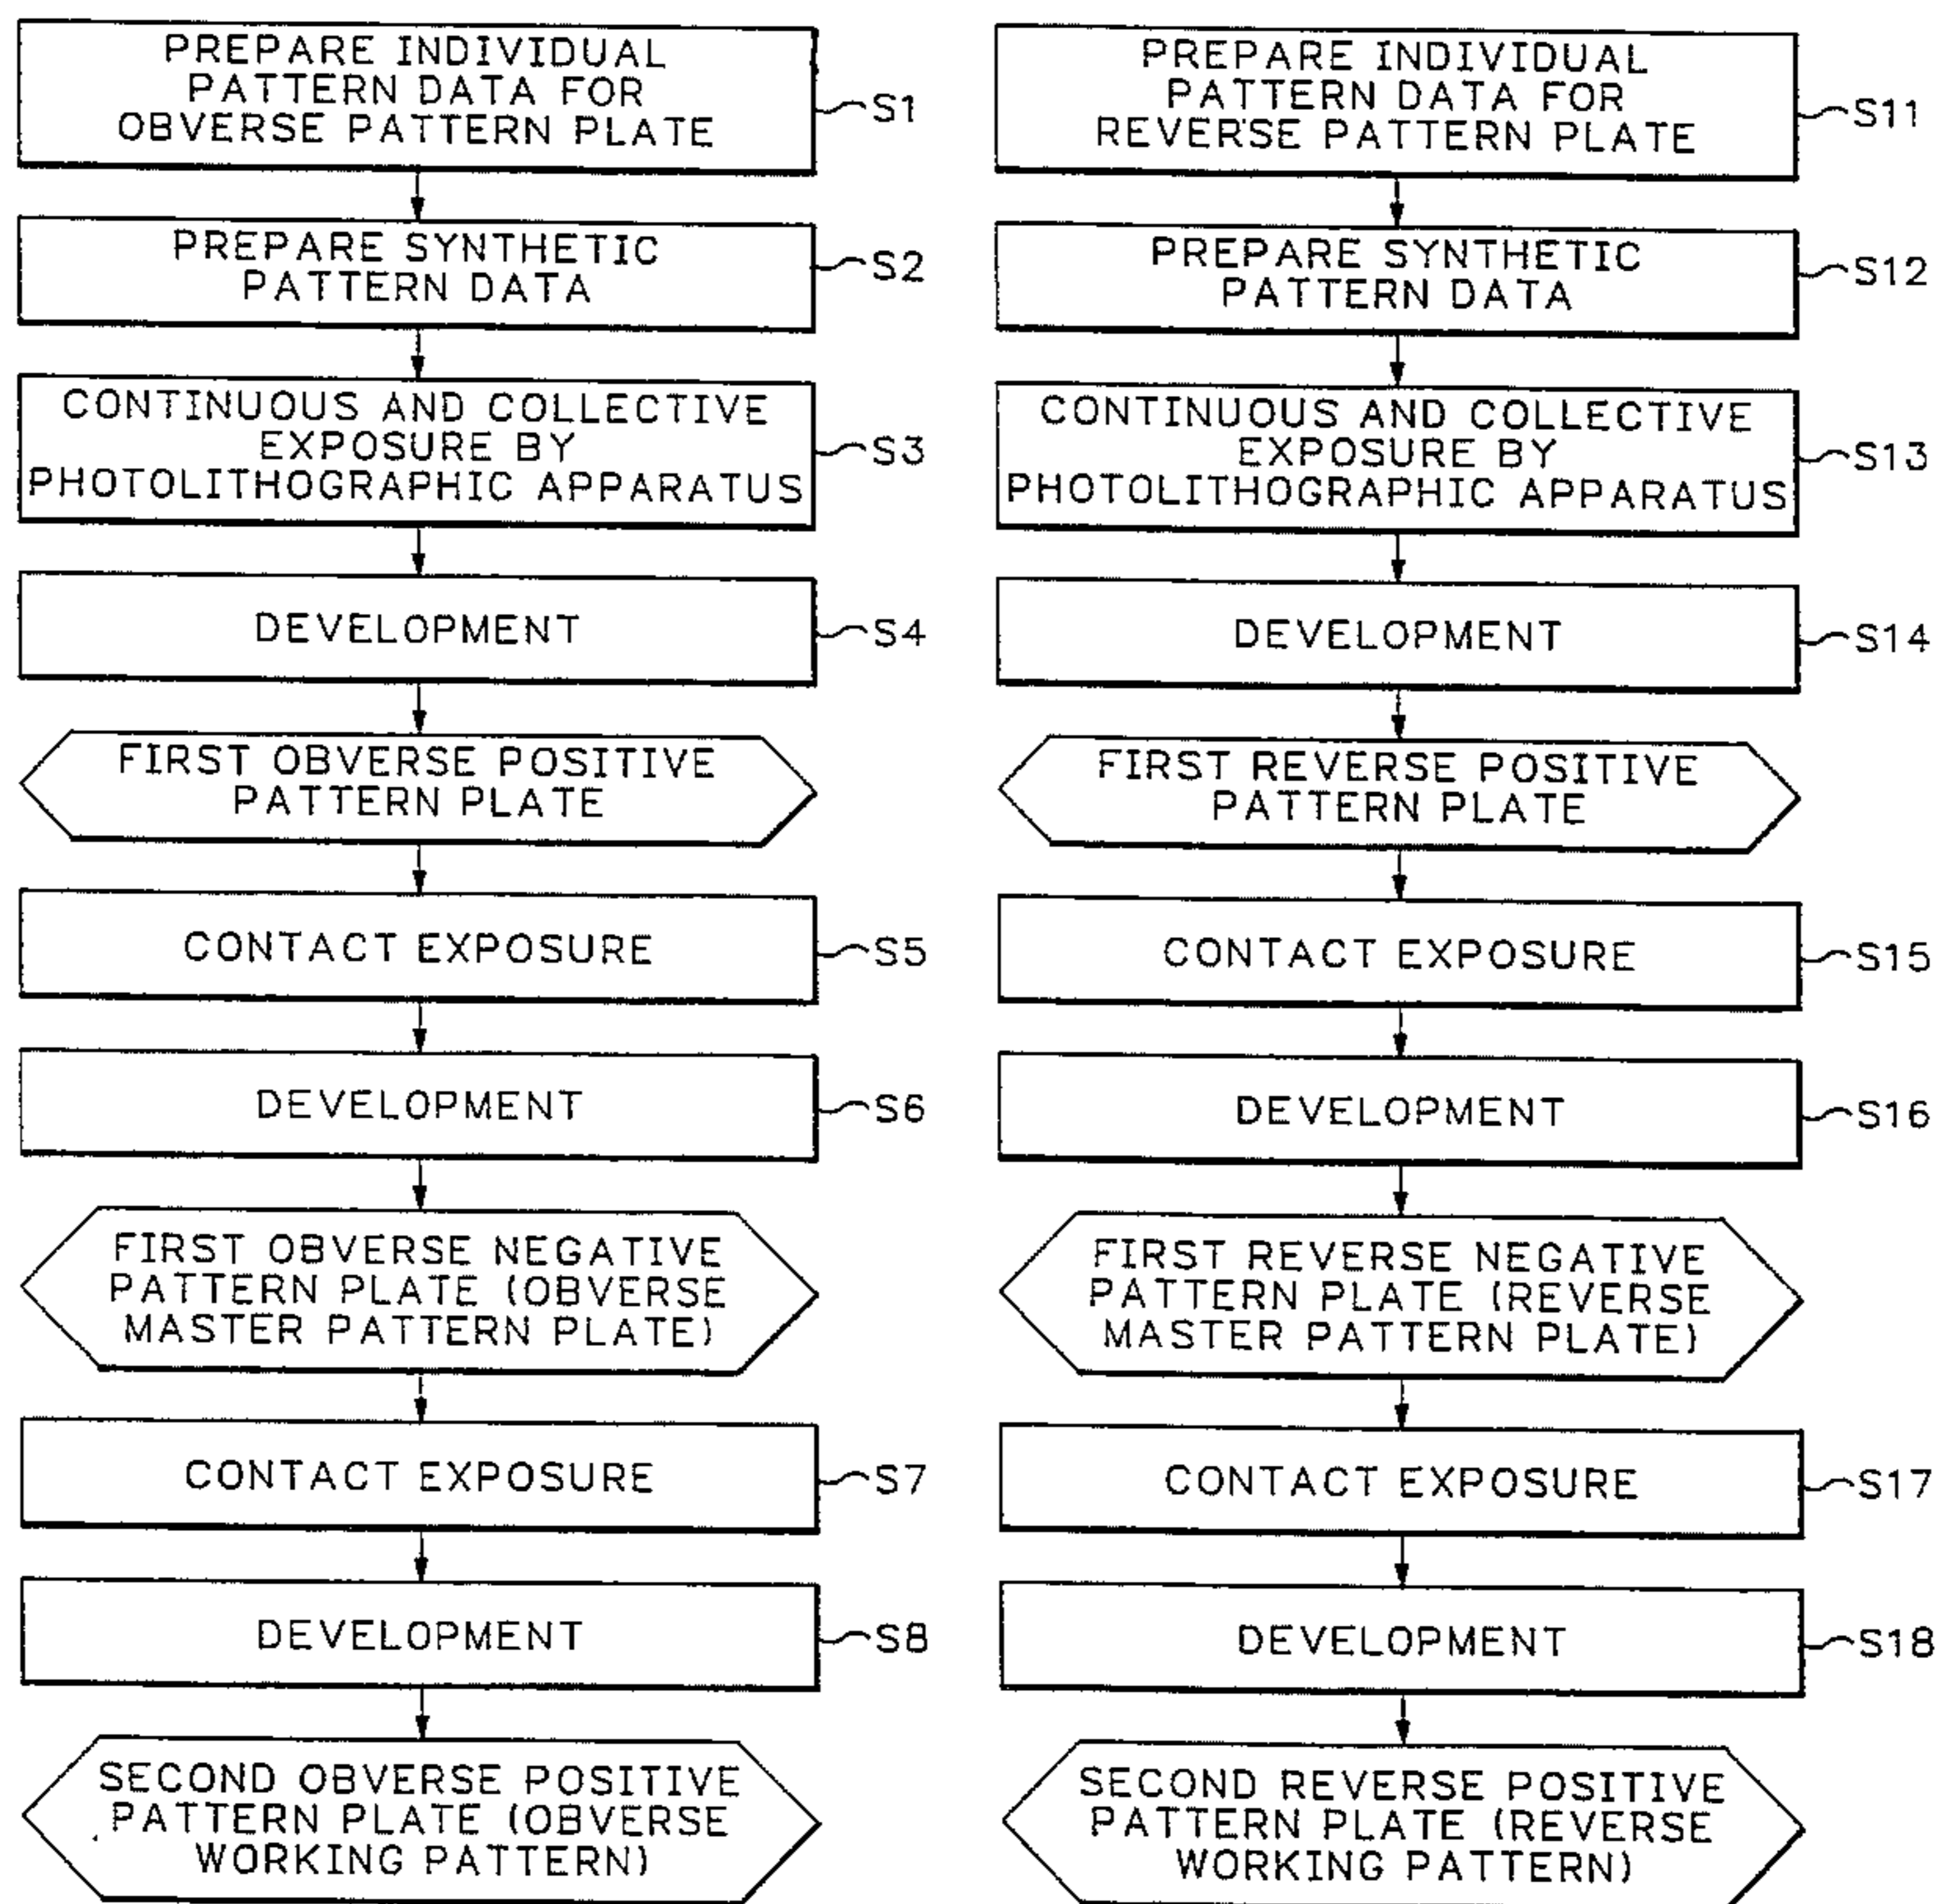 PREPARE INDIVIDUAL
PATTERN DATA FOR
OBVERSE PATTERN PLATE
S1
PREPARE SYNTHETIC
PATTERN DATA
S2
CONTINUOUS AND COLLECTIVE
EXPOSURE BY
PHOTOLITHOGRAPHIC APPARATUS
S3
DEVELOPMENT
S4
FIRST OBVERSE POSITIVE
PATTERN PLATE
CONTACT EXPOSURE
S5
DEVELOPMENT
S6
FIRST OBVERSE NEGATIVE
PATTERN PLATE (OBVERSE
MASTER PATTERN PLATE)
CONTACT EXPOSURE
S7
DEVELOPMENT
S8
SECOND OBVERSE POSITIVE
PATTERN PLATE (OBVERSE
WORKING PATTERN)
PREPARE INDIVIDUAL
PATTERN DATA FOR
REVERSE PATTERN PLATE
S11
PREPARE SYNTHETIC
PATTERN DATA
S12
CONTINUOUS AND COLLECTIVE
EXPOSURE BY
PHOTOLITHOGRAPHIC APPARATUS
S13
DEVELOPMENT
S14
FIRST REVERSE POSITIVE
PATTERN PLATE
CONTACT EXPOSURE
S15
DEVELOPMENT
S16
FIRST REVERSE NEGATIVE
PATTERN PLATE (REVERSE
MASTER PATTERN PLATE)
CONTACT EXPOSURE
S17
DEVELOPMENT
S18
SECOND REVERSE POSITIVE
PATTERN PLATE (REVERSE
WORKING PATTERN)